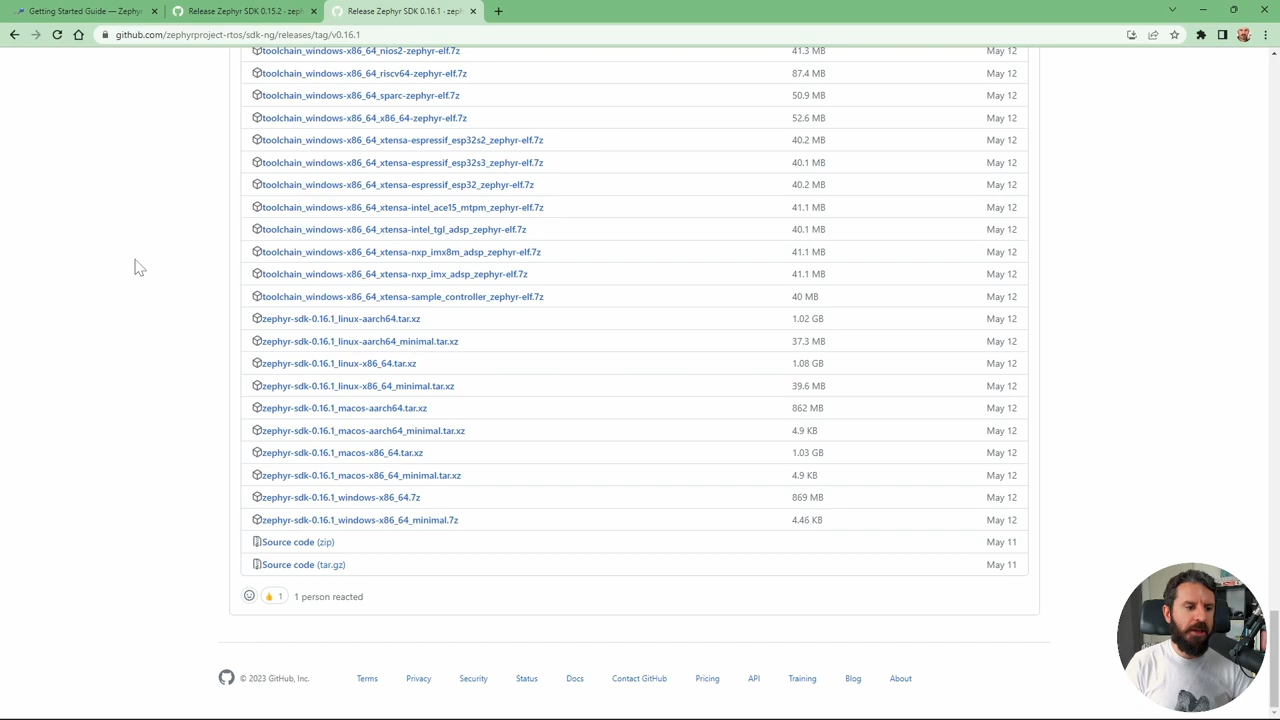 Getting Started Guide — Zephy
Release Zephyr SDK 0.15.2 · zep
Release Zephyr SDK 0.16.1 · zep
github.com/zephyrproject-rtos/sdk-ng/releases/tag/v0.16.1
toolchain_windows-x86_64_nios2-zephyr-elf.7z 41.3 MB May 12
toolchain_windows-x86_64_riscv64-zephyr-elf.7z 87.4 MB May 12
toolchain_windows-x86_64_sparc-zephyr-elf.7z 50.9 MB May 12
toolchain_windows-x86_64_x86_64-zephyr-elf.7z 52.6 MB May 12
toolchain_windows-x86_64_xtensa-espressif_esp32s2_zephyr-elf.7z 40.2 MB May 12
toolchain_windows-x86_64_xtensa-espressif_esp32s3_zephyr-elf.7z 40.1 MB May 12
toolchain_windows-x86_64_xtensa-espressif_esp32_zephyr-elf.7z 40.2 MB May 12
toolchain_windows-x86_64_xtensa-intel_ace15_mtpm_zephyr-elf.7z 41.1 MB May 12
toolchain_windows-x86_64_xtensa-intel_tgl_adsp_zephyr-elf.7z 40.1 MB May 12
toolchain_windows-x86_64_xtensa-nxp_imx8m_adsp_zephyr-elf.7z 41.1 MB May 12
toolchain_windows-x86_64_xtensa-nxp_imx_adsp_zephyr-elf.7z 41.1 MB May 12
toolchain_windows-x86_64_xtensa-sample_controller_zephyr-elf.7z 40 MB May 12
zephyr-sdk-0.16.1_linux-aarch64.tar.xz 1.02 GB May 12
zephyr-sdk-0.16.1_linux-aarch64_minimal.tar.xz 37.3 MB May 12
zephyr-sdk-0.16.1_linux-x86_64.tar.xz 1.08 GB May 12
zephyr-sdk-0.16.1_linux-x86_64_minimal.tar.xz 39.6 MB May 12
zephyr-sdk-0.16.1_macos-aarch64.tar.xz 862 MB May 12
zephyr-sdk-0.16.1_macos-aarch64_minimal.tar.xz 4.9 KB May 12
zephyr-sdk-0.16.1_macos-x86_64.tar.xz 1.03 GB May 12
zephyr-sdk-0.16.1_macos-x86_64_minimal.tar.xz 4.9 KB May 12
zephyr-sdk-0.16.1_windows-x86_64.7z 869 MB May 12
zephyr-sdk-0.16.1_windows-x86_64_minimal.7z 4.46 KB May 12
Source code (zip) May 11
Source code (tar.gz) May 11
1 1 person reacted
© 2023 GitHub, Inc. Terms Privacy Security Status Docs Contact GitHub Pricing API Training Blog About